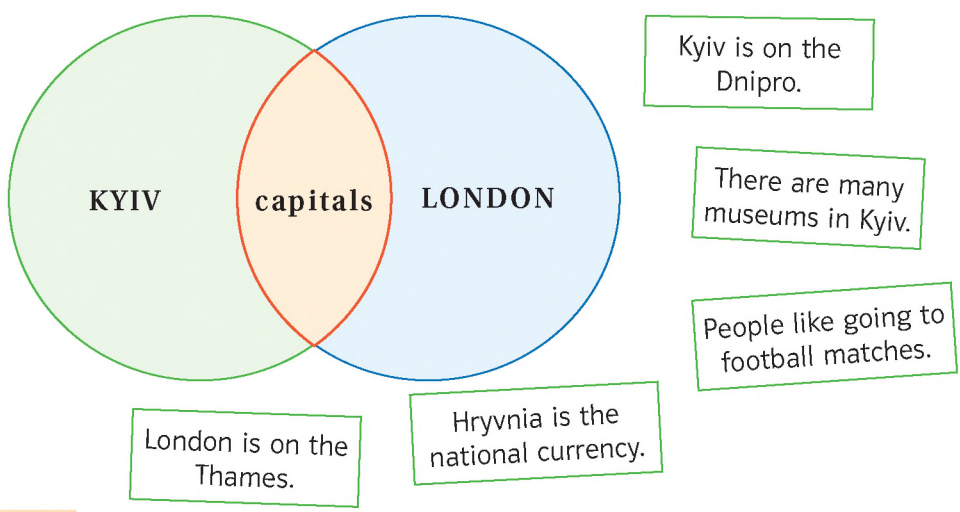 KYIV
capitals
LONDON
Kyiv is on the
Dnipro.
There are many
museums in Kyiv.
People like going to
football matches.
Hryvnia is the
national currency.
London is on the
Thames.